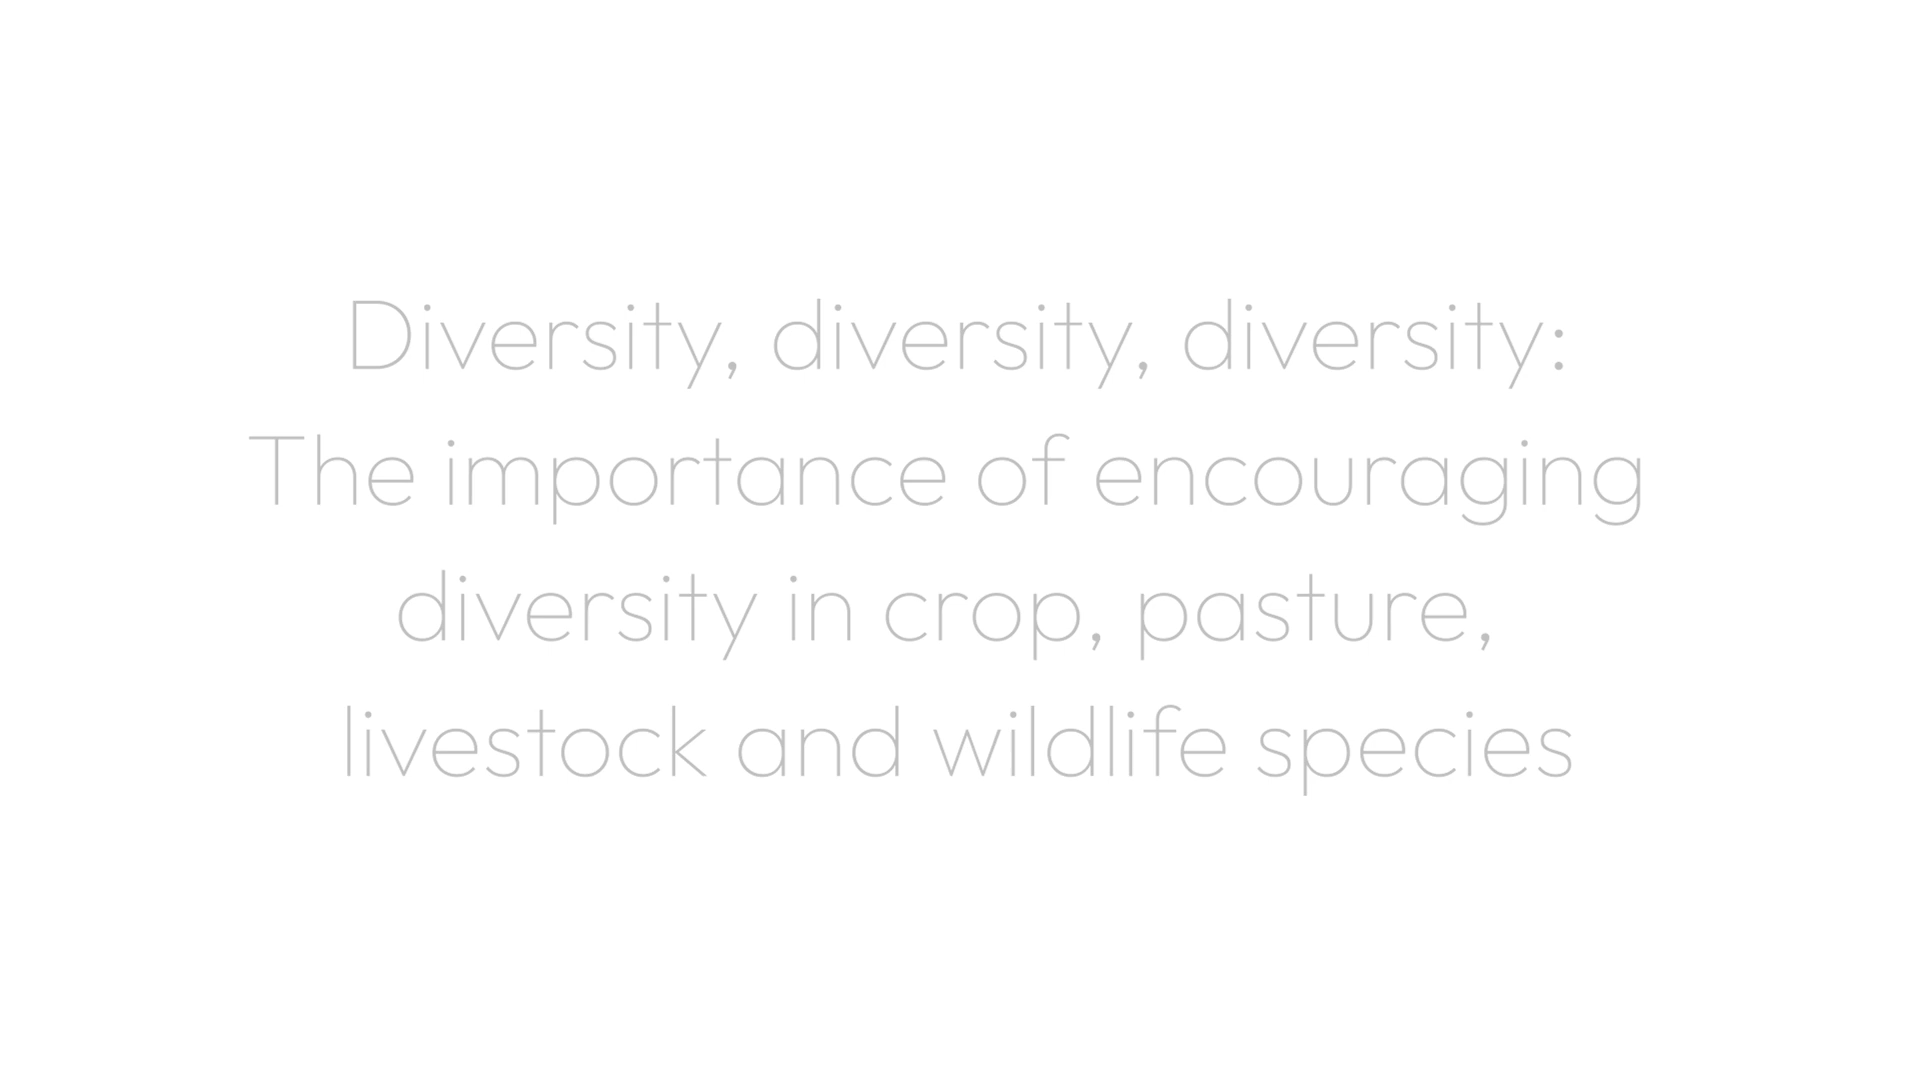 Diversity, diversity, diversity:
The importance of encouraging
diversity in crop, pasture,
livestock and wildlife species